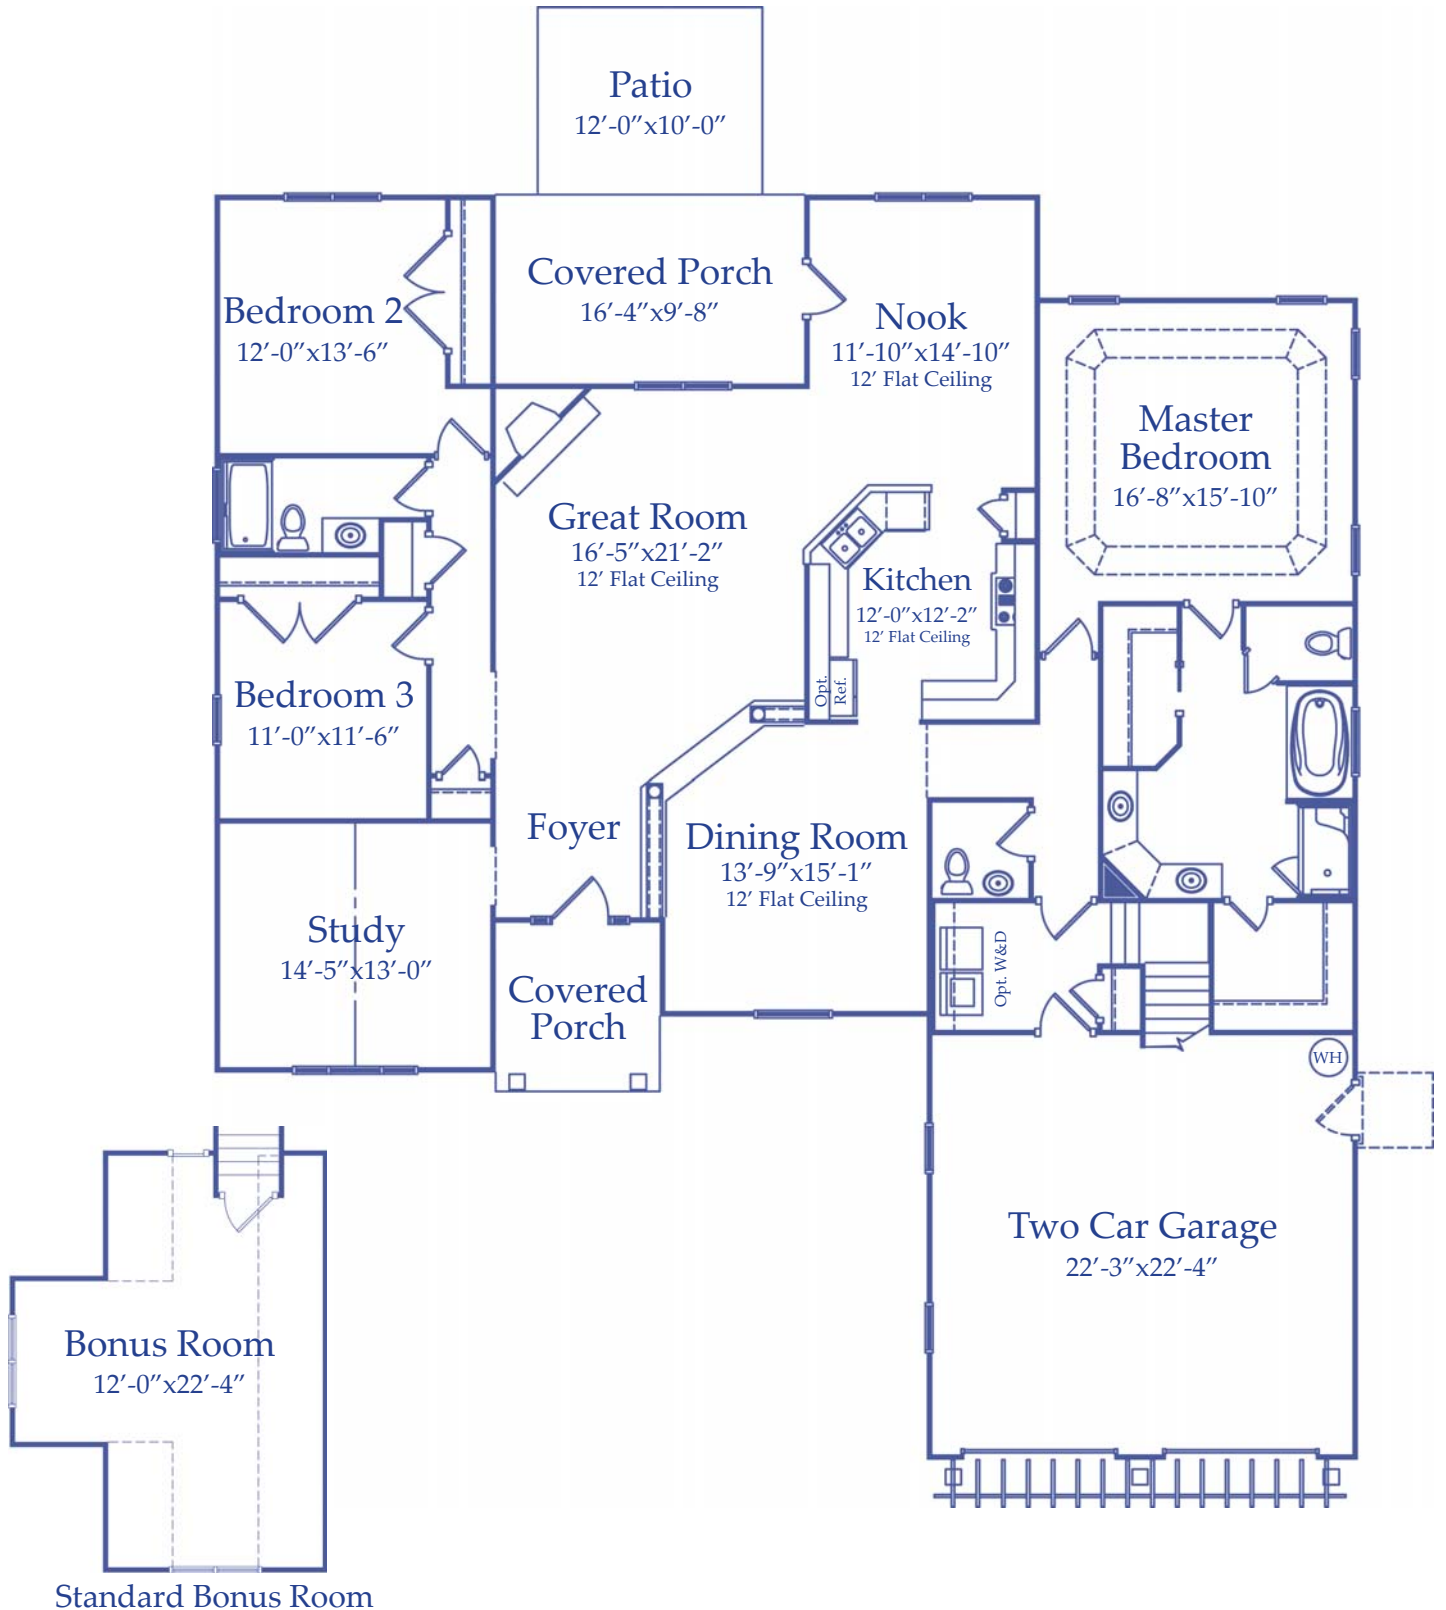 Patio
12′-0″x10′-0″
Covered Porch
16′-4″x9′-8″
Bedroom 2
12′-0″x13′-6″
Nook
11′-10″x14′-10″
12′ Flat Ceiling
Master
Bedroom
16′-8″x15′-10″
Great Room
16′-5″x21′-2″
12′ Flat Ceiling
Kitchen
12′-0″x12′-2″
12′ Flat Ceiling
Opt.
Ref.
Bedroom 3
11′-0″x11′-6″
Foyer
Dining Room
13′-9″x15′-1″
12′ Flat Ceiling
Study
14′-5″x13′-0″
Covered
Porch
Opt. W&D
WH
Two Car Garage
22′-3″x22′-4″
Bonus Room
12′-0″x22′-4″
Standard Bonus Room